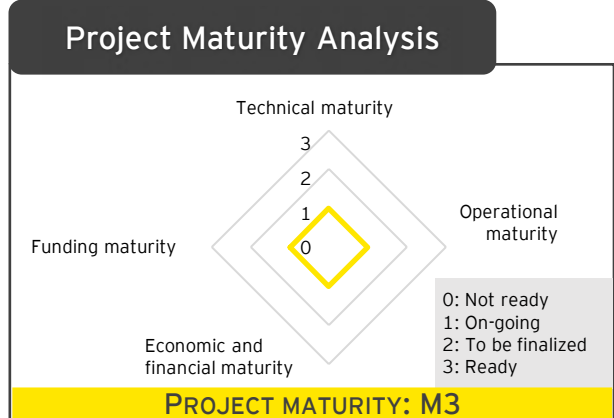 Project Maturity Analysis
Technical maturity
3
2
1
0
Operational
maturity
Funding maturity
Economic and
financial maturity
0: Not ready
1: On-going
2: To be finalized
3: Ready
PROJECT MATURITY: M3